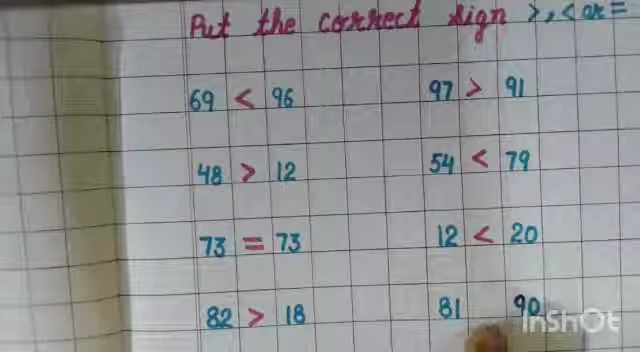 Put the correct sign >, < or =
69 < 96 97 > 91
48 > 12 54 < 79
73 = 73 12 < 20
82 > 18 81 90
InShOt